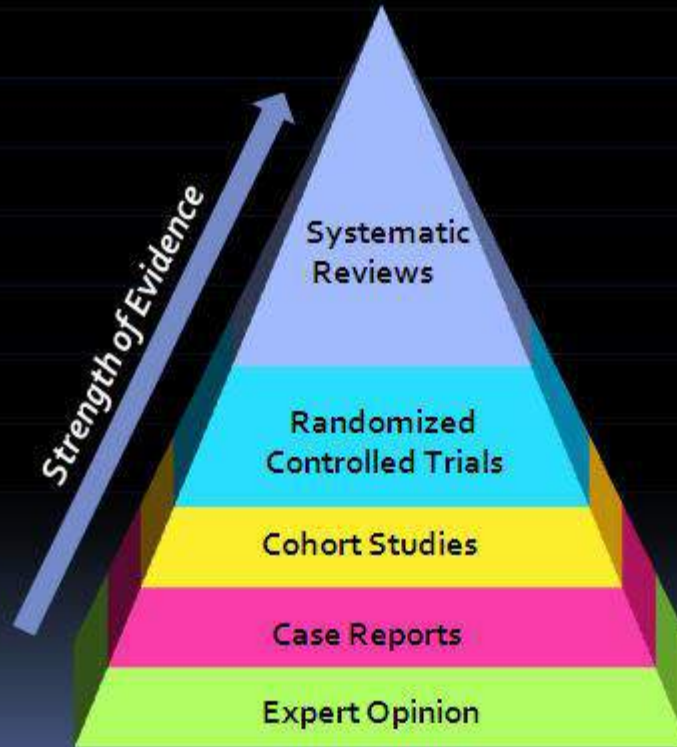 Strength of Evidence
Systematic
Reviews
Randomized
Controlled Trials
Cohort Studies
Case Reports
Expert Opinion